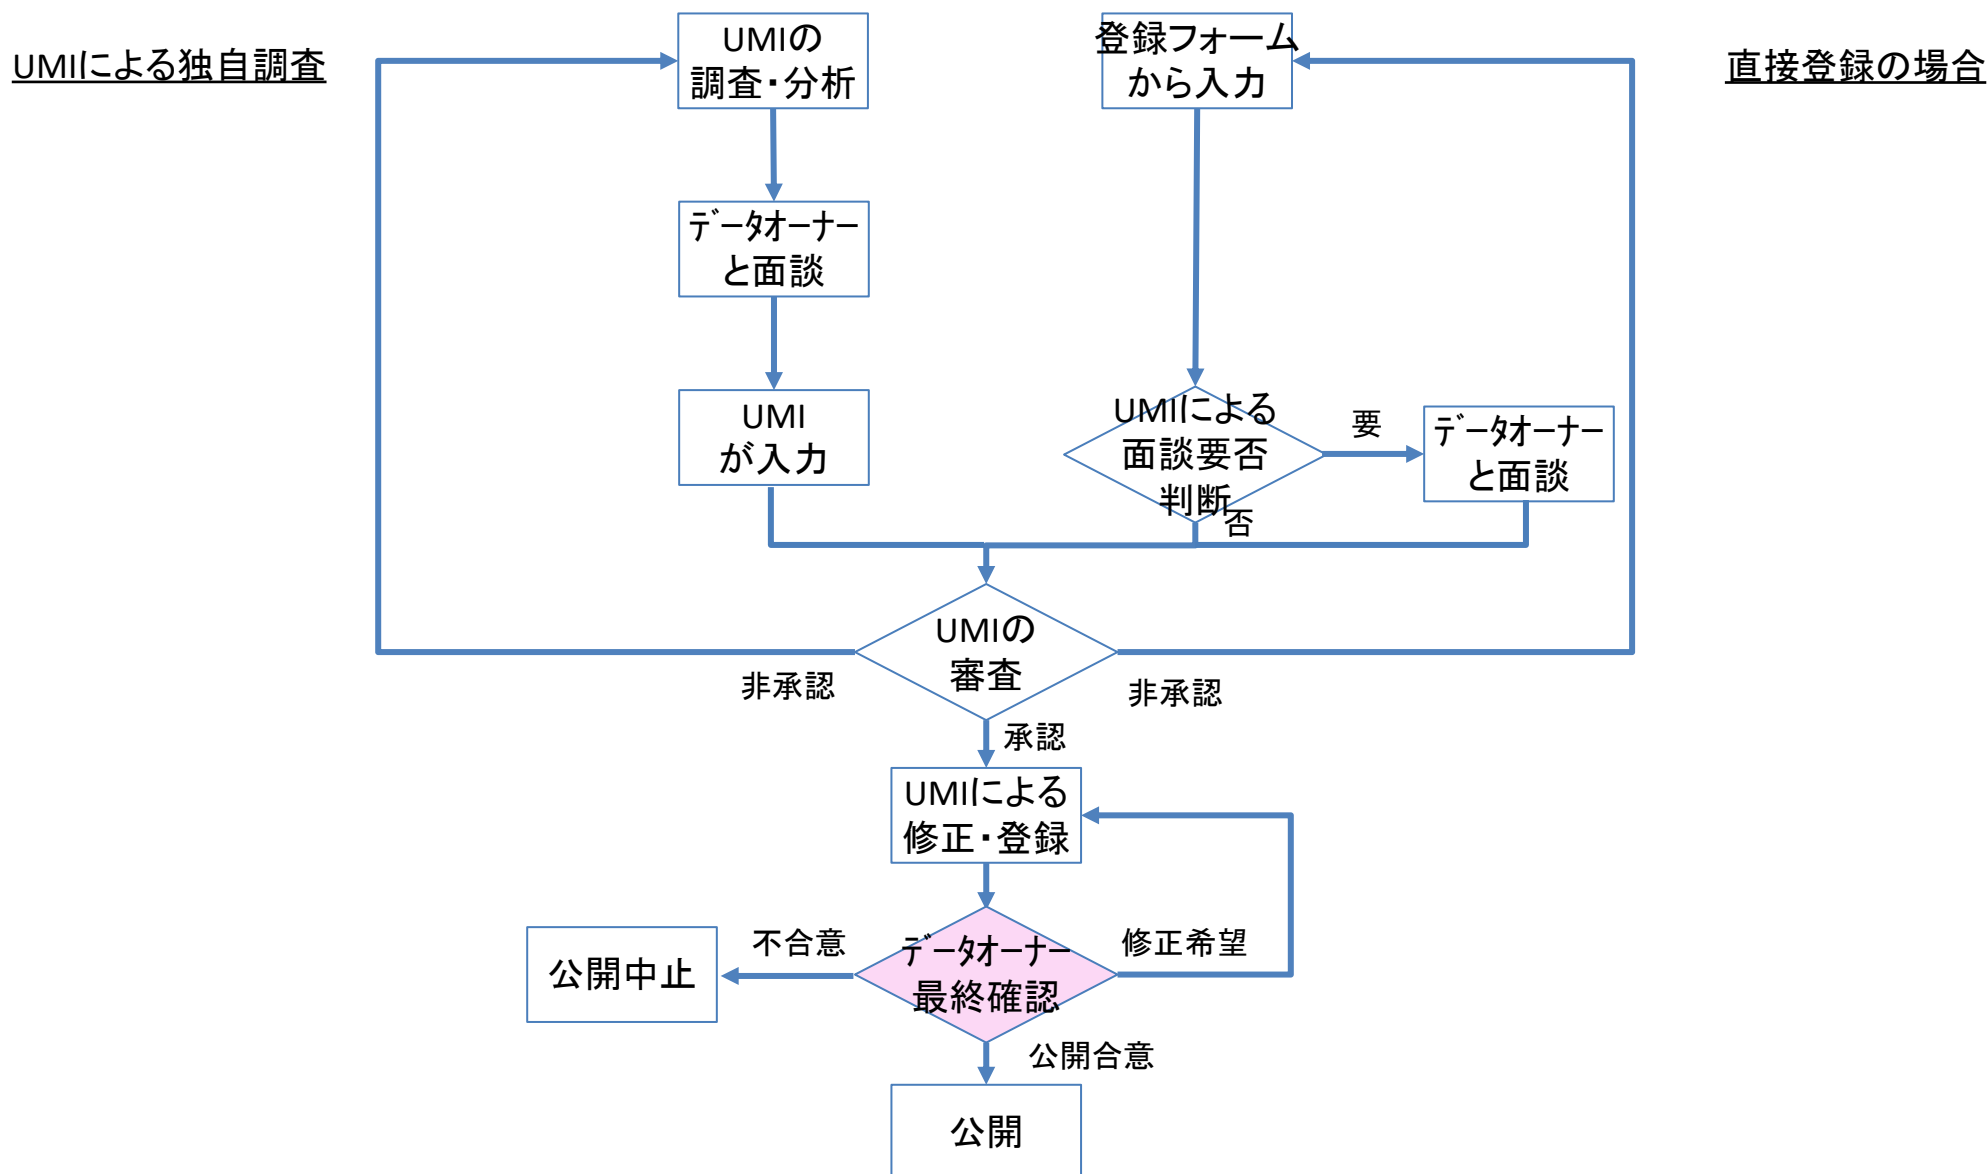 UMIによる独自調査
UMIの
調査・分析
登録フォーム
から入力
直接登録の場合
ﾃﾞｰﾀｵｰﾅｰ
と面談
UMI
が入力
UMIによる
面談要否
判断
要
否
ﾃﾞｰﾀｵｰﾅｰ
と面談
UMIの
審査
非承認
非承認
承認
UMIによる
修正・登録
ﾃﾞｰﾀｵｰﾅｰ
最終確認
不合意
修正希望
公開中止
公開合意
公開